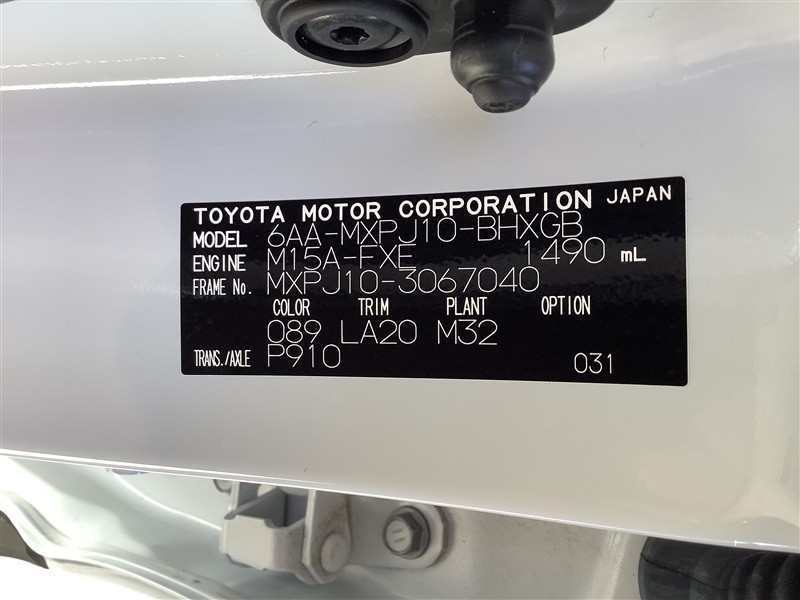 TOYOTA MOTOR CORPORATION JAPAN
MODEL 6AA-MXPJ10-BHXGB
ENGINE M15A-FXE 1490 mL
FRAME No. MXPJ10-3067040
COLOR TRIM PLANT OPTION
089 LA20 M32
TRANS./AXLE P910 031